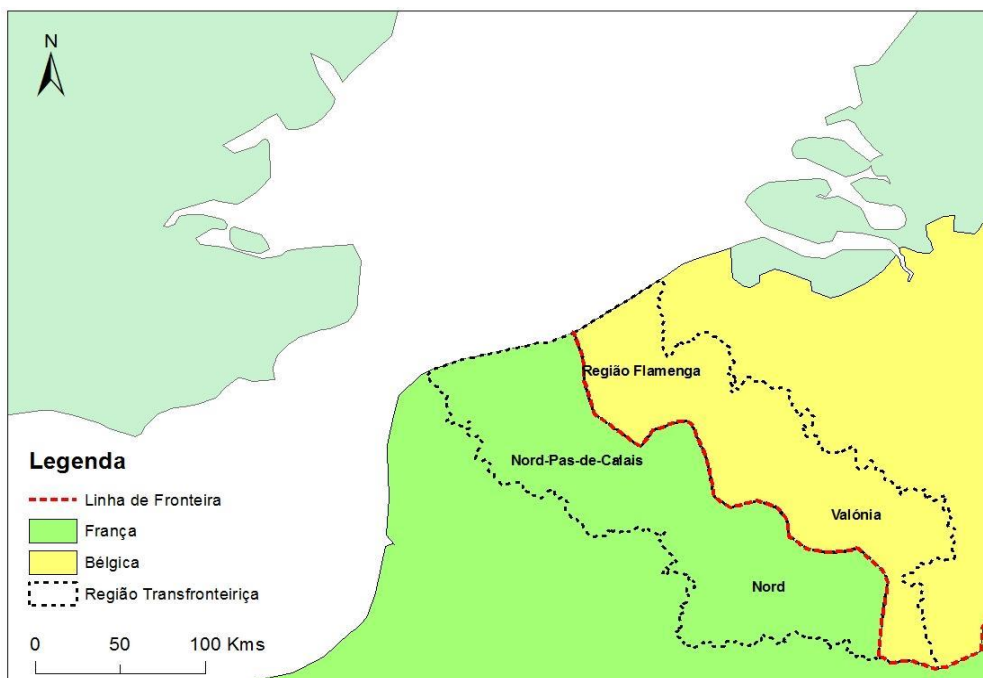 N
Região Flamenga
Nord-Pas-de-Calais
Valónia
Nord
Legenda
Linha de Fronteira
França
Bélgica
Região Transfronteiriça
0 50 100 Kms